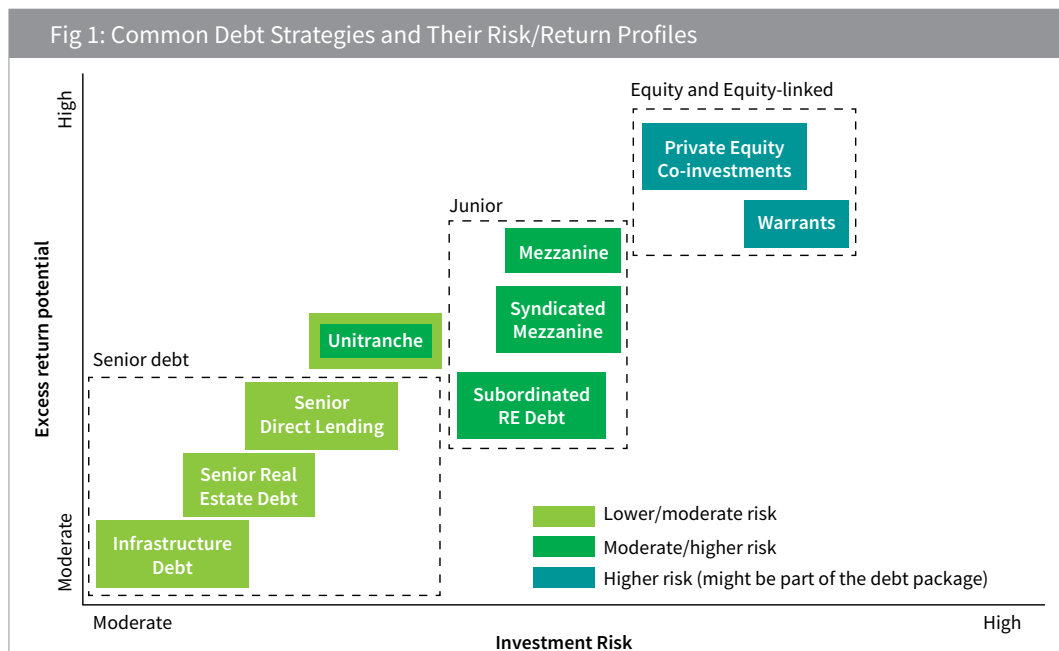 Fig 1: Common Debt Strategies and Their Risk/Return Profiles
High
Excess return potential
Moderate
Equity and Equity-linked
Private Equity
Co-investments
Warrants
Junior
Mezzanine
Syndicated
Mezzanine
Subordinated
RE Debt
Unitranche
Senior debt
Senior
Direct Lending
Senior Real
Estate Debt
Infrastructure
Debt
Lower/moderate risk
Moderate/higher risk
Higher risk (might be part of the debt package)
Moderate
High
Investment Risk